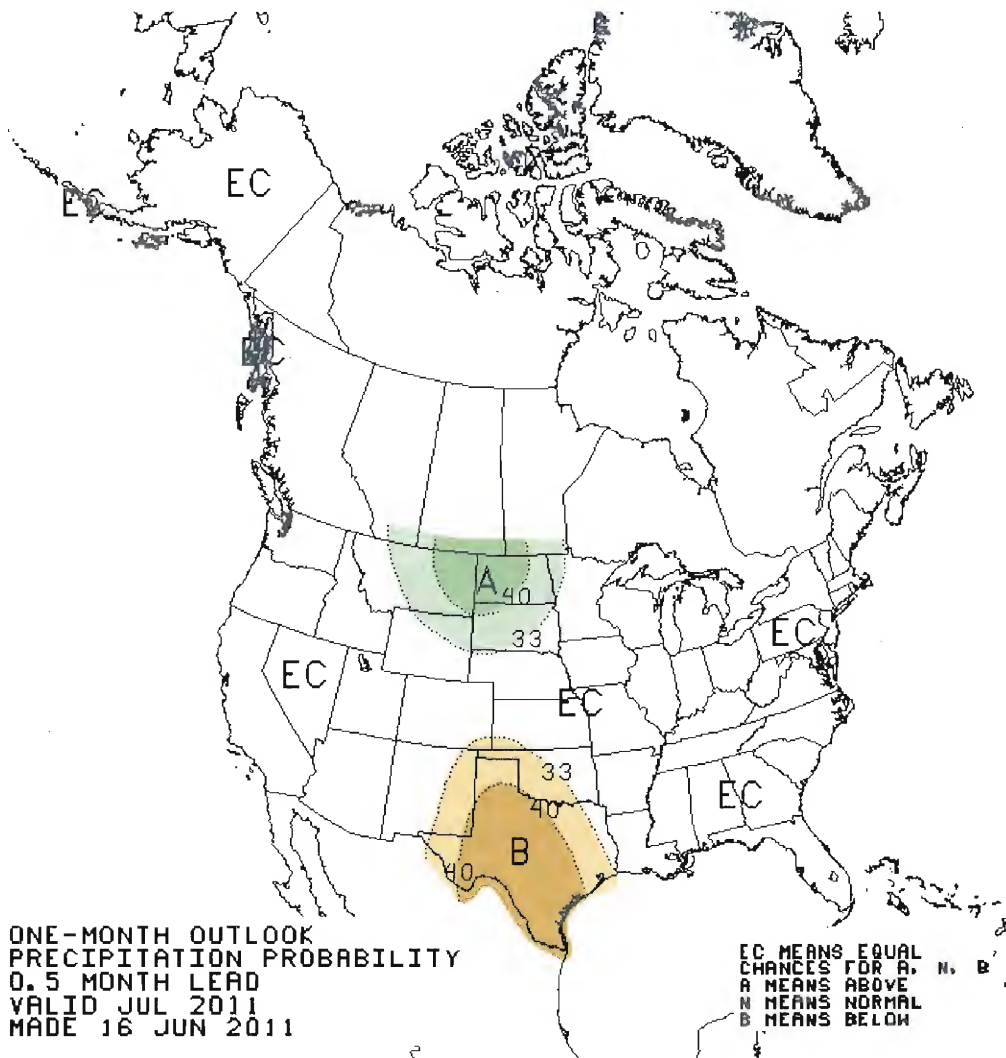 EC
EC
EC
A
40
33
EC
EC
EC
33
40
EC
B
40
ONE-MONTH OUTLOOK
PRECIPITATION PROBABILITY
0.5 MONTH LEAD
VALID JUL 2011
MADE 16 JUN 2011
EC MEANS EQUAL
CHANCES FOR A, N, B
A MEANS ABOVE
N MEANS NORMAL
B MEANS BELOW